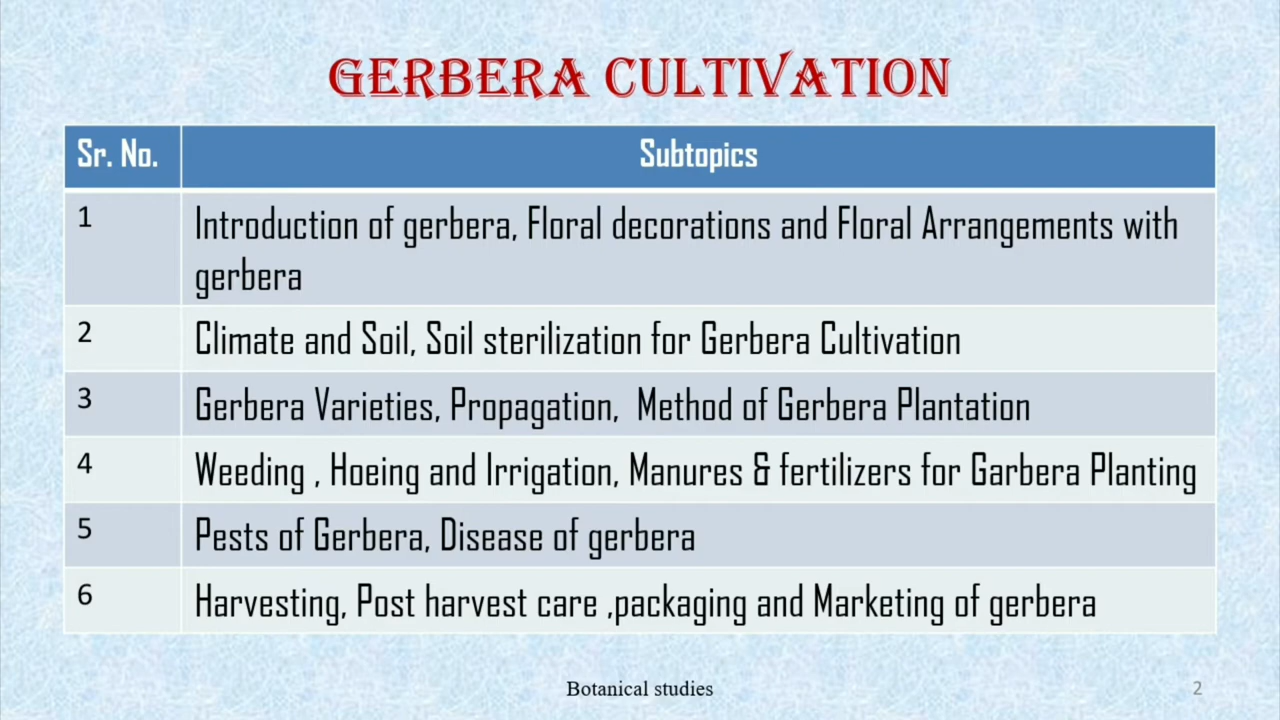 GERBERA CULTIVATION
Sr. No. Subtopics
1 Introduction of gerbera, Floral decorations and Floral Arrangements with
gerbera
2 Climate and Soil, Soil sterilization for Gerbera Cultivation
3 Gerbera Varieties, Propagation, Method of Gerbera Plantation
4 Weeding , Hoeing and Irrigation, Manures & fertilizers for Garbera Planting
5 Pests of Gerbera, Disease of gerbera
6 Harvesting, Post harvest care ,packaging and Marketing of gerbera
Botanical studies 2